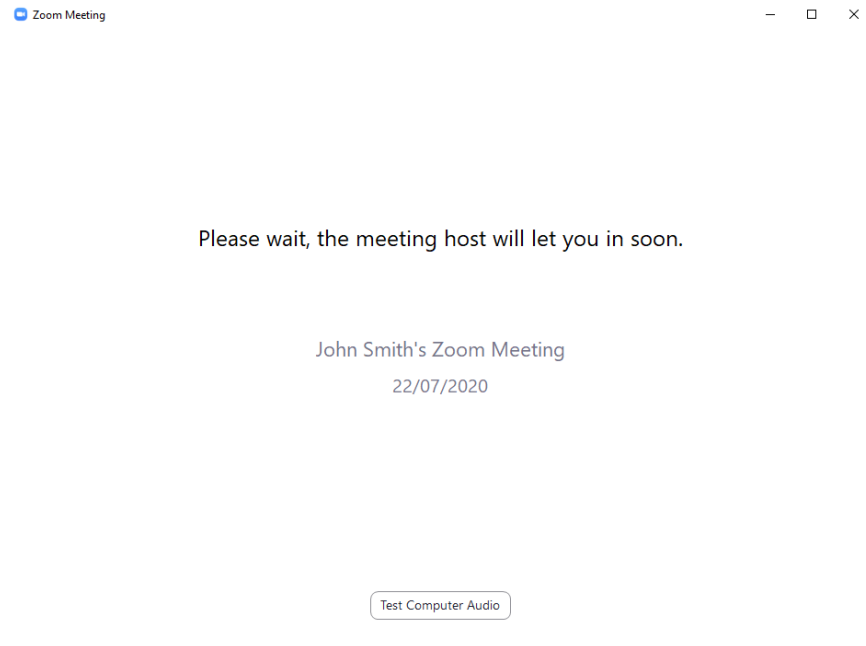 Zoom Meeting
Please wait, the meeting host will let you in soon.
John Smith's Zoom Meeting
22/07/2020
Test Computer Audio